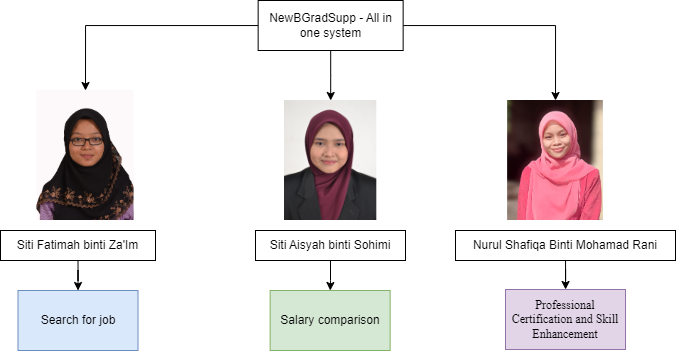 NewBGradSupp - All in
one system
Siti Fatimah binti Za'Im
Siti Aisyah binti Sohimi
Nurul Shafiqa Binti Mohamad Rani
Search for job
Salary comparison
Professional
Certification and Skill
Enhancement